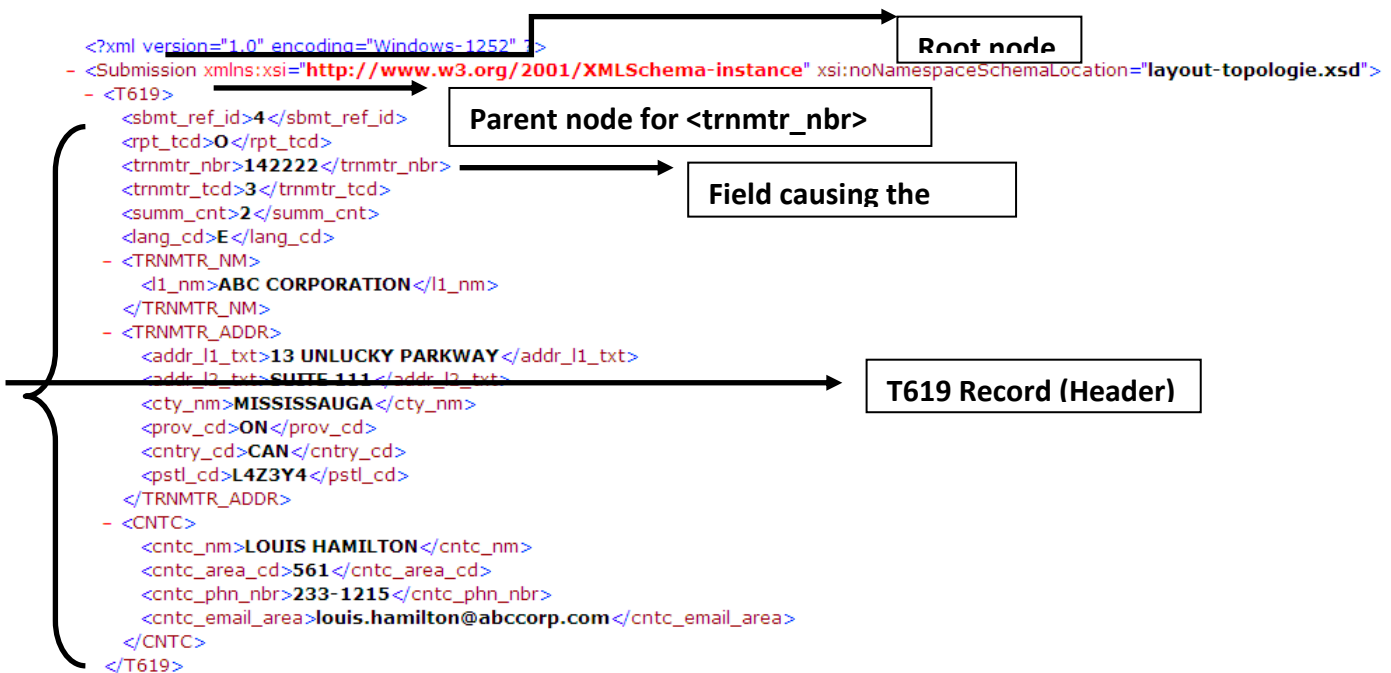 Root node
<?xml version="1.0" encoding="Windows-1252" ?>
- <Submission xmlns:xsi="http://www.w3.org/2001/XMLSchema-instance" xsi:noNamespaceSchemaLocation="layout-topologie.xsd">
- <T619>
Parent node for <trnmtr_nbr>
<sbmt_ref_id>4</sbmt_ref_id>
<rpt_tcd>O</rpt_tcd>
<trnmtr_nbr>142222</trnmtr_nbr>
<trnmtr_tcd>3</trnmtr_tcd>
Field causing the
<summ_cnt>2</summ_cnt>
<lang_cd>E</lang_cd>
- <TRNMTR_NM>
<l1_nm>ABC CORPORATION</l1_nm>
</TRNMTR_NM>
- <TRNMTR_ADDR>
<addr_l1_txt>13 UNLUCKY PARKWAY</addr_l1_txt>
<addr_l2_txt>SUITE 111</addr_l2_txt>
T619 Record (Header)
<cty_nm>MISSISSAUGA</cty_nm>
<prov_cd>ON</prov_cd>
<cntry_cd>CAN</cntry_cd>
<pstl_cd>L4Z3Y4</pstl_cd>
</TRNMTR_ADDR>
- <CNTC>
<cntc_nm>LOUIS HAMILTON</cntc_nm>
<cntc_area_cd>561</cntc_area_cd>
<cntc_phn_nbr>233-1215</cntc_phn_nbr>
<cntc_email_area>louis.hamilton@abccorp.com</cntc_email_area>
</CNTC>
</T619>